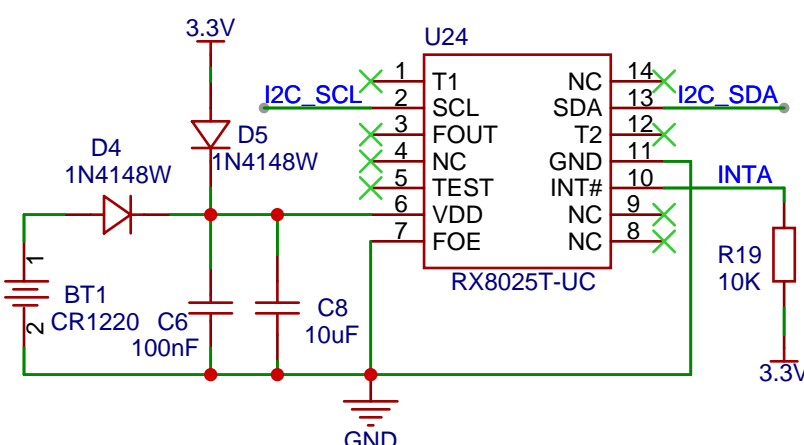 3.3V
U24
1 T1
NC 14
I2C_SCL
2 SCL
SDA 13
I2C_SDA
3 FOUT
T2 12
D5
1N4148W
D4
1N4148W
4 NC
GND 11
5 TEST
INT# 10
INTA
6 VDD
NC 9
7 FOE
NC 8
RX8025T-UC
1
2
BT1
CR1220
C6
100nF
C8
10uF
R19
10K
3.3V
GND